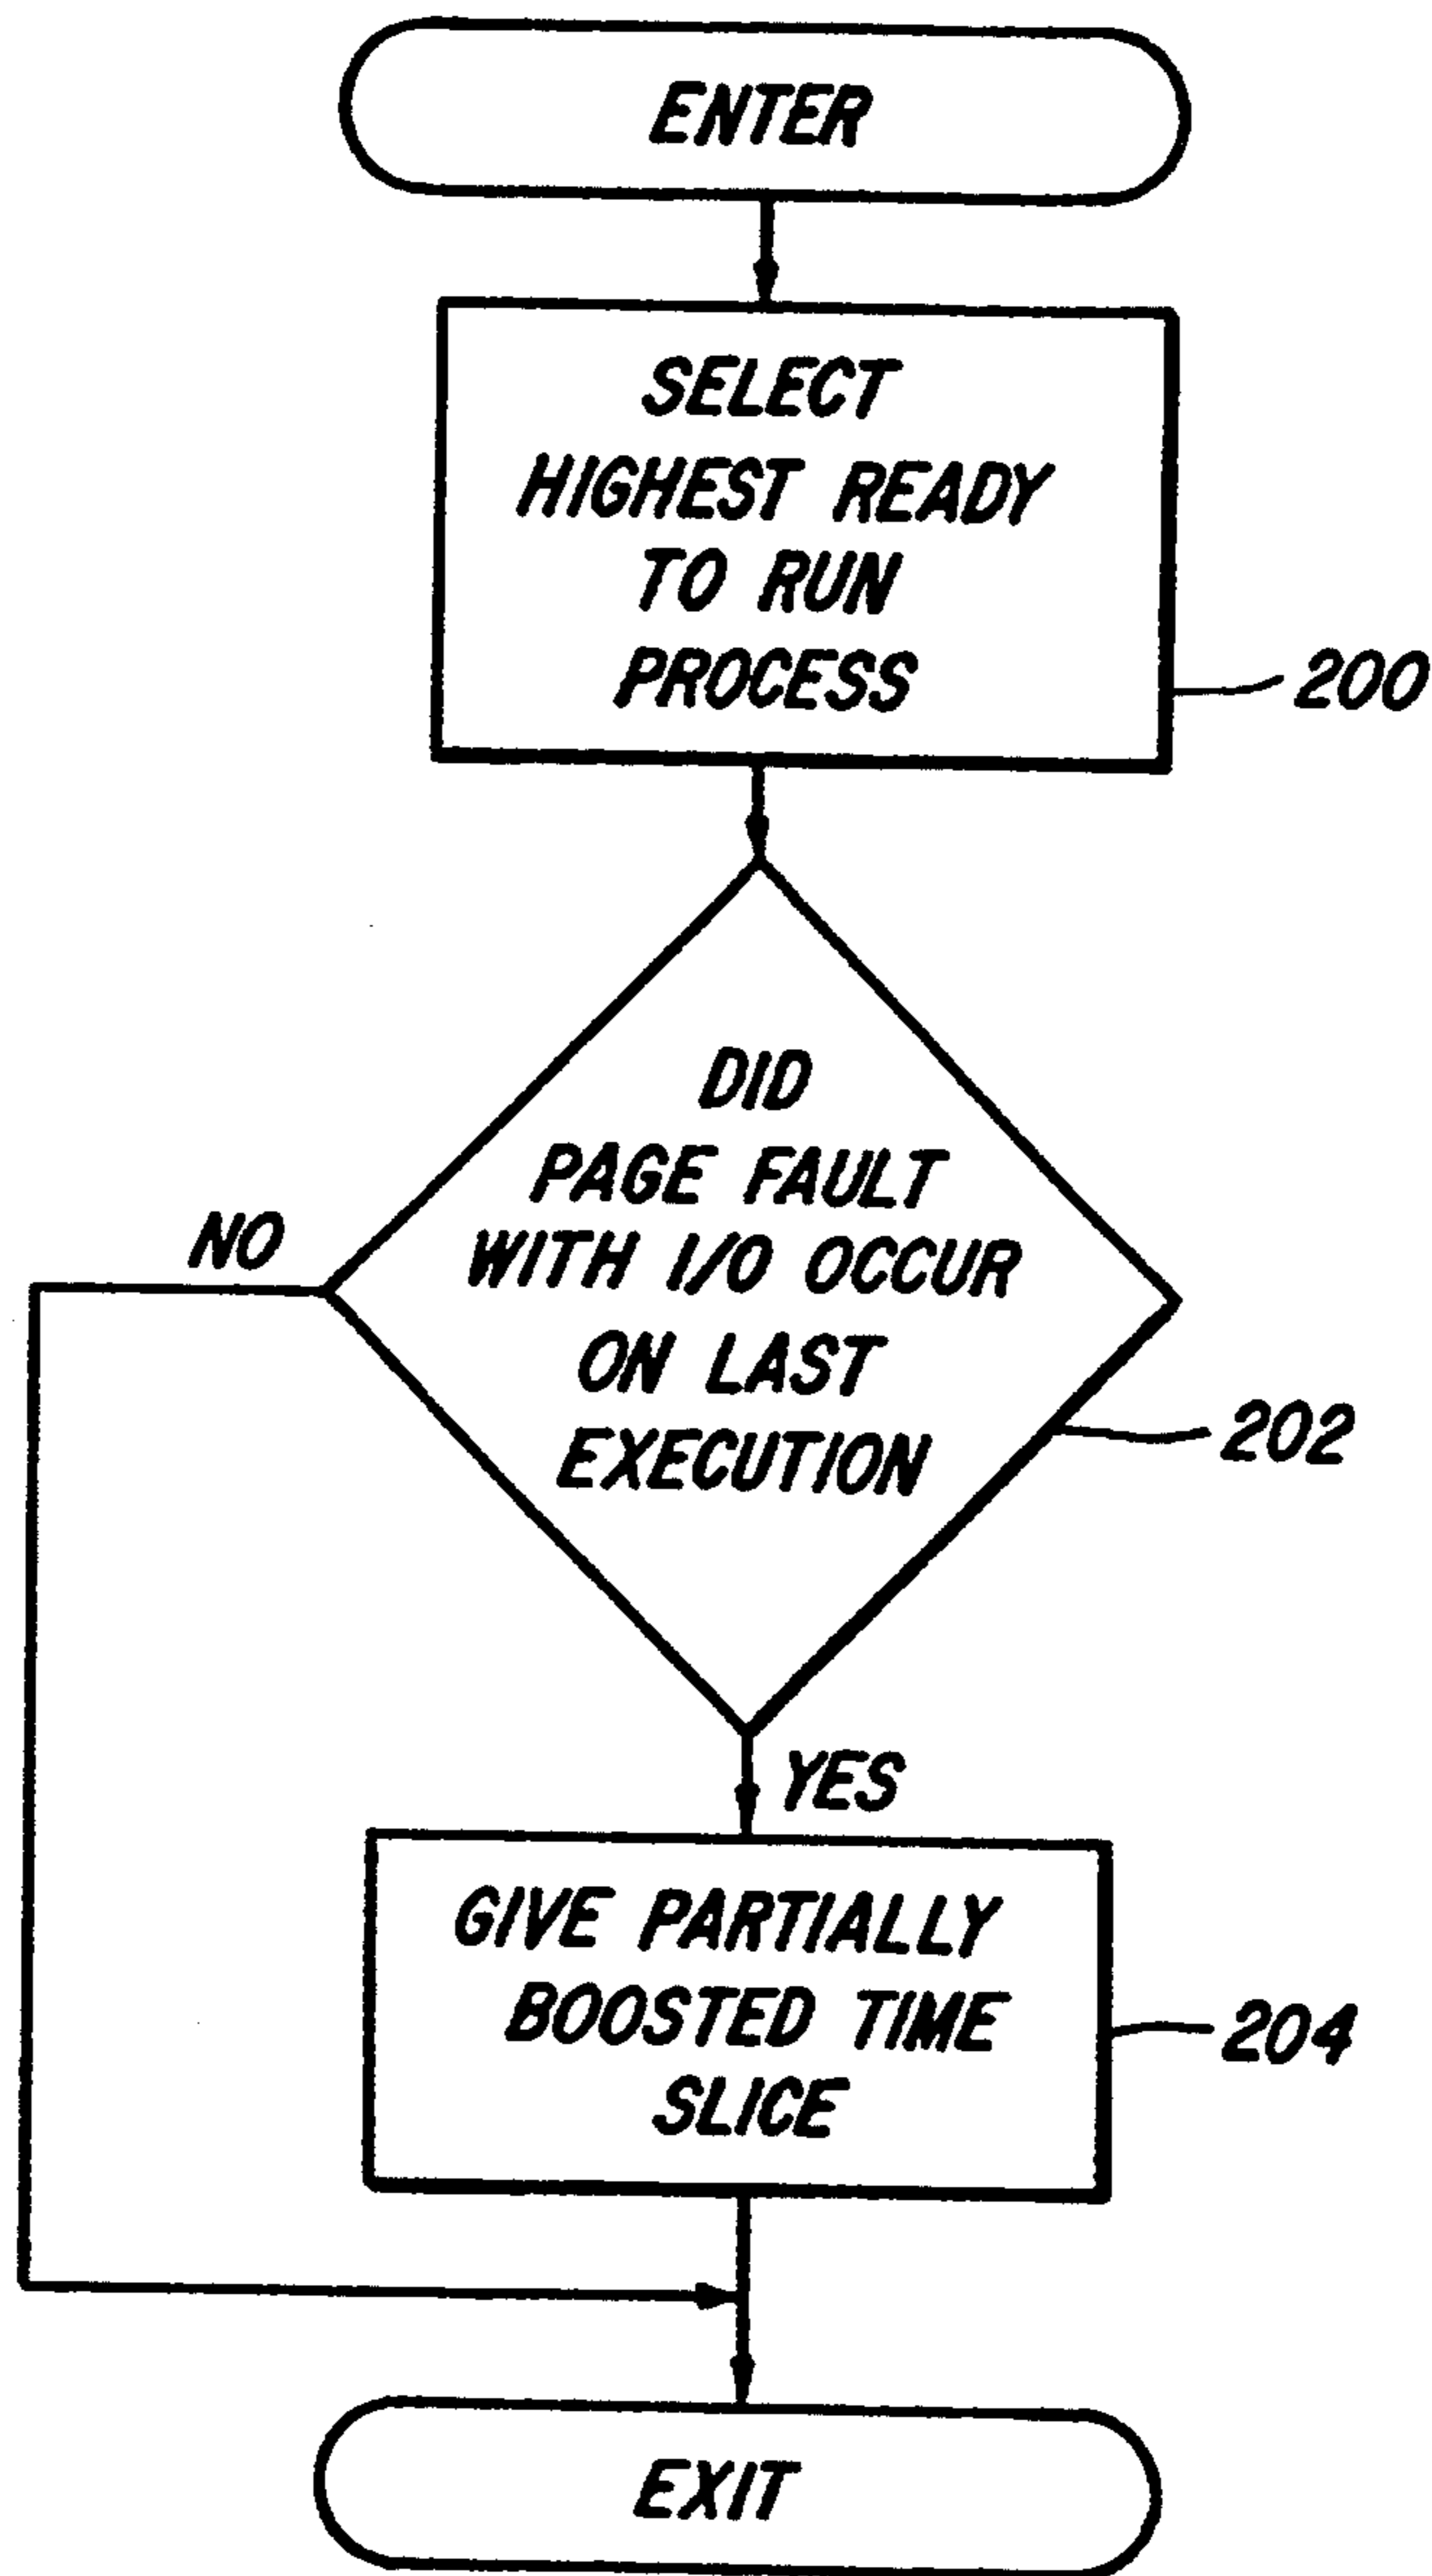 ENTER
SELECT
HIGHEST READY
TO RUN
PROCESS
200
DID
PAGE FAULT
WITH I/O OCCUR
ON LAST
EXECUTION
NO
202
YES
GIVE PARTIALLY
BOOSTED TIME
SLICE
204
EXIT